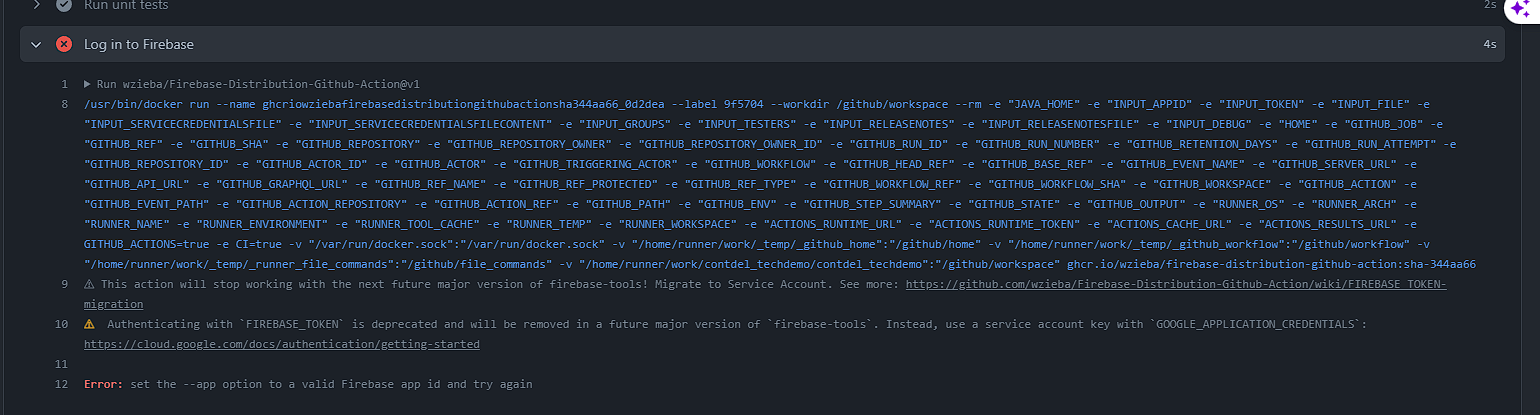 Run unit tests
2s
Log in to Firebase
4s
1 Run wzieba/Firebase-Distribution-Github-Action@v1
8 /usr/bin/docker run --name ghcriowziebafirebasedistributiongithubactionsha344aa66_0d2dea --label 9f5704 --workdir /github/workspace --rm -e "JAVA_HOME" -e "INPUT_APPID" -e "INPUT_TOKEN" -e "INPUT_FILE" -e
"INPUT_SERVICECREDENTIALSFILE" -e "INPUT_SERVICECREDENTIALSFILECONTENT" -e "INPUT_GROUPS" -e "INPUT_TESTERS" -e "INPUT_RELEASENOTES" -e "INPUT_RELEASENOTESFILE" -e "INPUT_DEBUG" -e "HOME" -e "GITHUB_JOB" -e
"GITHUB_REF" -e "GITHUB_SHA" -e "GITHUB_REPOSITORY" -e "GITHUB_REPOSITORY_OWNER" -e "GITHUB_REPOSITORY_OWNER_ID" -e "GITHUB_RUN_ID" -e "GITHUB_RUN_NUMBER" -e "GITHUB_RETENTION_DAYS" -e "GITHUB_RUN_ATTEMPT" -e
"GITHUB_REPOSITORY_ID" -e "GITHUB_ACTOR_ID" -e "GITHUB_ACTOR" -e "GITHUB_TRIGGERING_ACTOR" -e "GITHUB_WORKFLOW" -e "GITHUB_HEAD_REF" -e "GITHUB_BASE_REF" -e "GITHUB_EVENT_NAME" -e "GITHUB_SERVER_URL" -e
"GITHUB_API_URL" -e "GITHUB_GRAPHQL_URL" -e "GITHUB_REF_NAME" -e "GITHUB_REF_PROTECTED" -e "GITHUB_REF_TYPE" -e "GITHUB_WORKFLOW_REF" -e "GITHUB_WORKFLOW_SHA" -e "GITHUB_WORKSPACE" -e "GITHUB_ACTION" -e
"GITHUB_EVENT_PATH" -e "GITHUB_ACTION_REPOSITORY" -e "GITHUB_ACTION_REF" -e "GITHUB_PATH" -e "GITHUB_ENV" -e "GITHUB_STEP_SUMMARY" -e "GITHUB_STATE" -e "GITHUB_OUTPUT" -e "RUNNER_OS" -e "RUNNER_ARCH" -e
"RUNNER_NAME" -e "RUNNER_ENVIRONMENT" -e "RUNNER_TOOL_CACHE" -e "RUNNER_TEMP" -e "RUNNER_WORKSPACE" -e "ACTIONS_RUNTIME_URL" -e "ACTIONS_RUNTIME_TOKEN" -e "ACTIONS_CACHE_URL" -e "ACTIONS_RESULTS_URL" -e
GITHUB_ACTIONS=true -e CI=true -v "/var/run/docker.sock":"/var/run/docker.sock" -v "/home/runner/work/_temp/_github_home":"/github/home" -v "/home/runner/work/_temp/_github_workflow":"/github/workflow" -v
"/home/runner/work/_temp/_runner_file_commands":"/github/file_commands" -v "/home/runner/work/contdel_techdemo/contdel_techdemo":"/github/workspace" ghcr.io/wzieba/firebase-distribution-github-action:sha-344aa66
9 ⚠ This action will stop working with the next future major version of firebase-tools! Migrate to Service Account. See more: https://github.com/wzieba/Firebase-Distribution-Github-Action/wiki/FIREBASE_TOKEN-
migration
10 ⚠ Authenticating with `FIREBASE_TOKEN` is deprecated and will be removed in a future major version of `firebase-tools`. Instead, use a service account key with `GOOGLE_APPLICATION_CREDENTIALS`:
https://cloud.google.com/docs/authentication/getting-started
11
12 Error: set the --app option to a valid Firebase app id and try again